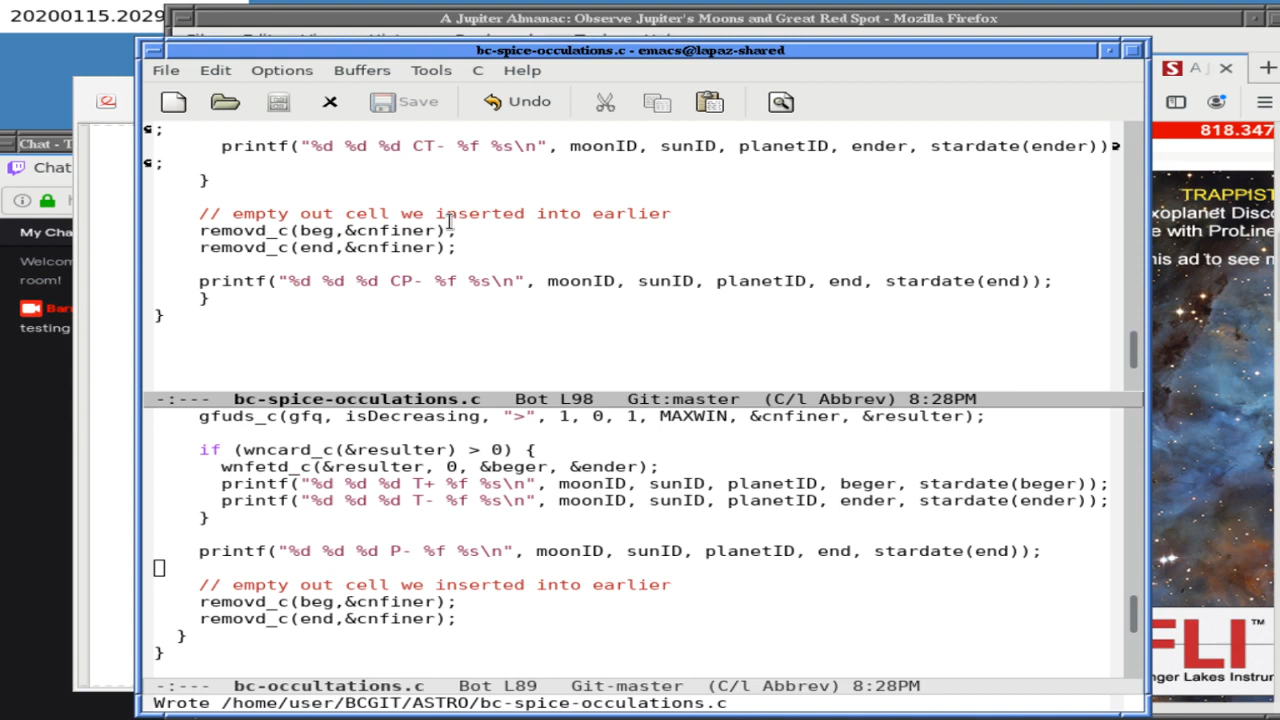 20200115.2029
A Jupiter Almanac: Observe Jupiter's Moons and Great Red Spot - Mozilla Firefox
bc-spice-occulations.c - emacs@lapaz-shared
File Edit Options Buffers Tools C Help
Save Undo
;
printf("%d %d %d CT- %f %s\n", moonID, sunID, planetID, ender, stardate(ender))
;
}
// empty out cell we inserted into earlier
removd_c(beg,&cnfiner);
removd_c(end,&cnfiner);
printf("%d %d %d CP- %f %s\n", moonID, sunID, planetID, end, stardate(end));
}
}
-:--- bc-spice-occulations.c Bot L98 Git:master (C/l Abbrev) 8:28PM
gfuds_c(gfq, isDecreasing, ">", 1, 0, 1, MAXWIN, &cnfiner, &resulter);
if (wncard_c(&resulter) > 0) {
wnfetd_c(&resulter, 0, &beger, &ender);
printf("%d %d %d T+ %f %s\n", moonID, sunID, planetID, beger, stardate(beger));
printf("%d %d %d T- %f %s\n", moonID, sunID, planetID, ender, stardate(ender));
}
printf("%d %d %d P- %f %s\n", moonID, sunID, planetID, end, stardate(end));
// empty out cell we inserted into earlier
removd_c(beg,&cnfiner);
removd_c(end,&cnfiner);
}
}
-:--- bc-occultations.c Bot L89 Git-master (C/l Abbrev) 8:28PM
Wrote /home/user/BCGIT/ASTRO/bc-spice-occulations.c
Chat - T
Chat
My Cha
Welcom
room!
Bar
testing
S A J
818.347
TRAPPIST
xoplanet Disco
e with ProLine
his ad to see m
FLI™
nger Lakes Instrum